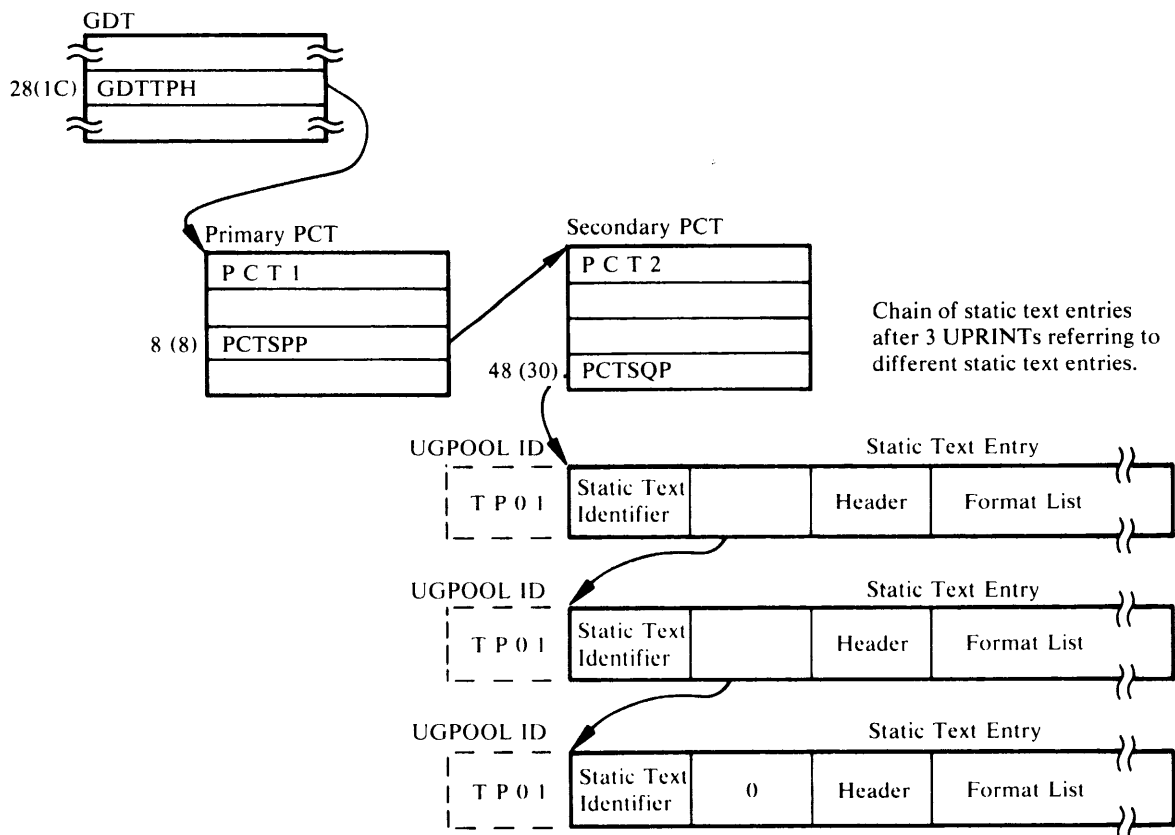 GDT
28(1C) GDTTPH
Primary PCT
P C T 1
8 (8) PCTSPP
Secondary PCT
P C T 2
48 (30) PCTSQP
Chain of static text entries
after 3 UPRINTs referring to
different static text entries.
UGPOOL ID Static Text Entry
T P 0 1 Static Text Identifier Header Format List
UGPOOL ID Static Text Entry
T P 0 1 Static Text Identifier Header Format List
UGPOOL ID Static Text Entry
T P 0 1 Static Text Identifier 0 Header Format List